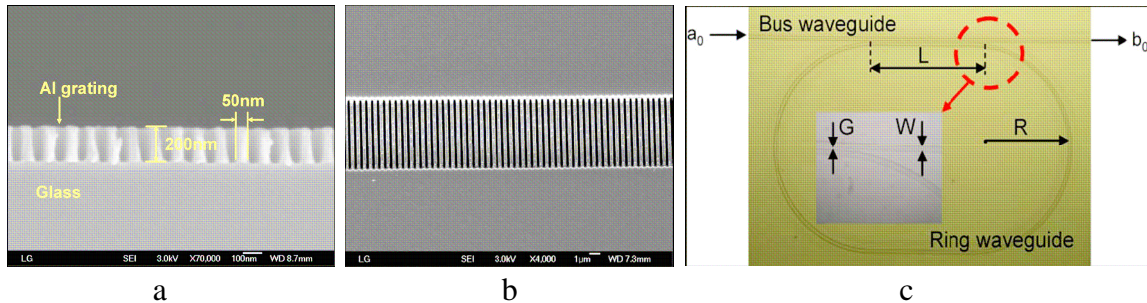 Al grating
50nm
200nm
Glass
LG SEI 3.0kV X70,000 100nm WD 8.7mm
a
LG SEI 3.0kV X4,000 1µm WD 7.3mm
b
Bus waveguide
a0
b0
L
G
W
R
Ring waveguide
c